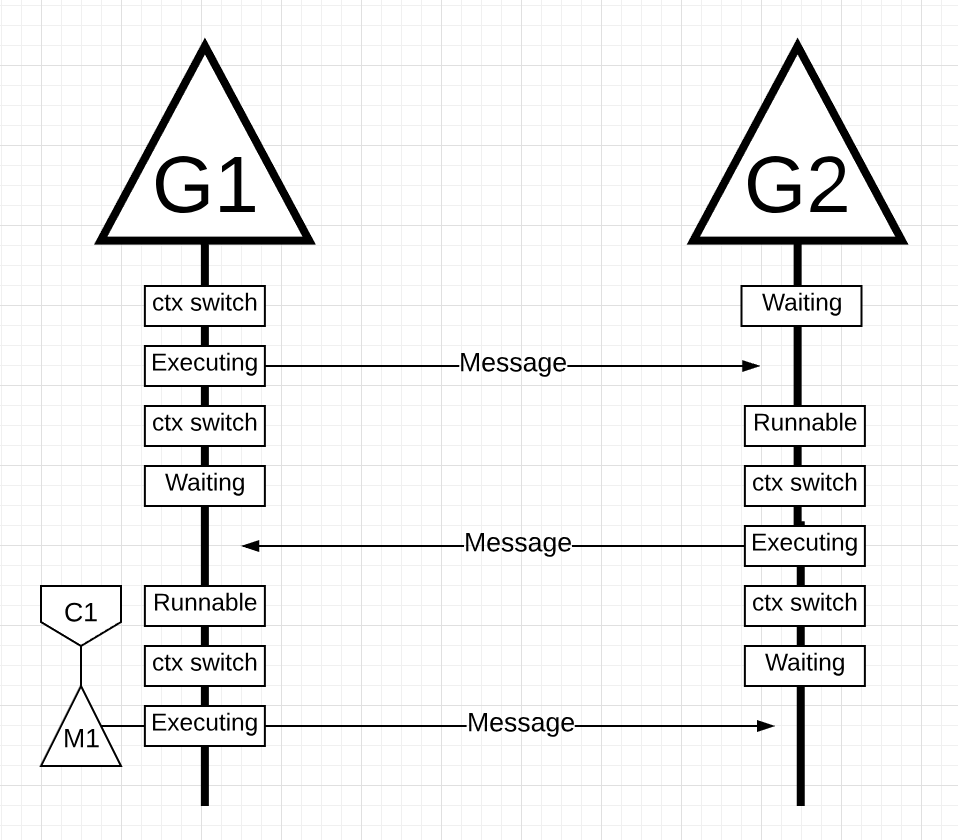 G1
G2
ctx switch
Waiting
Executing
Message
ctx switch
Runnable
Waiting
ctx switch
Message
Executing
C1
Runnable
ctx switch
ctx switch
Waiting
M1
Executing
Message